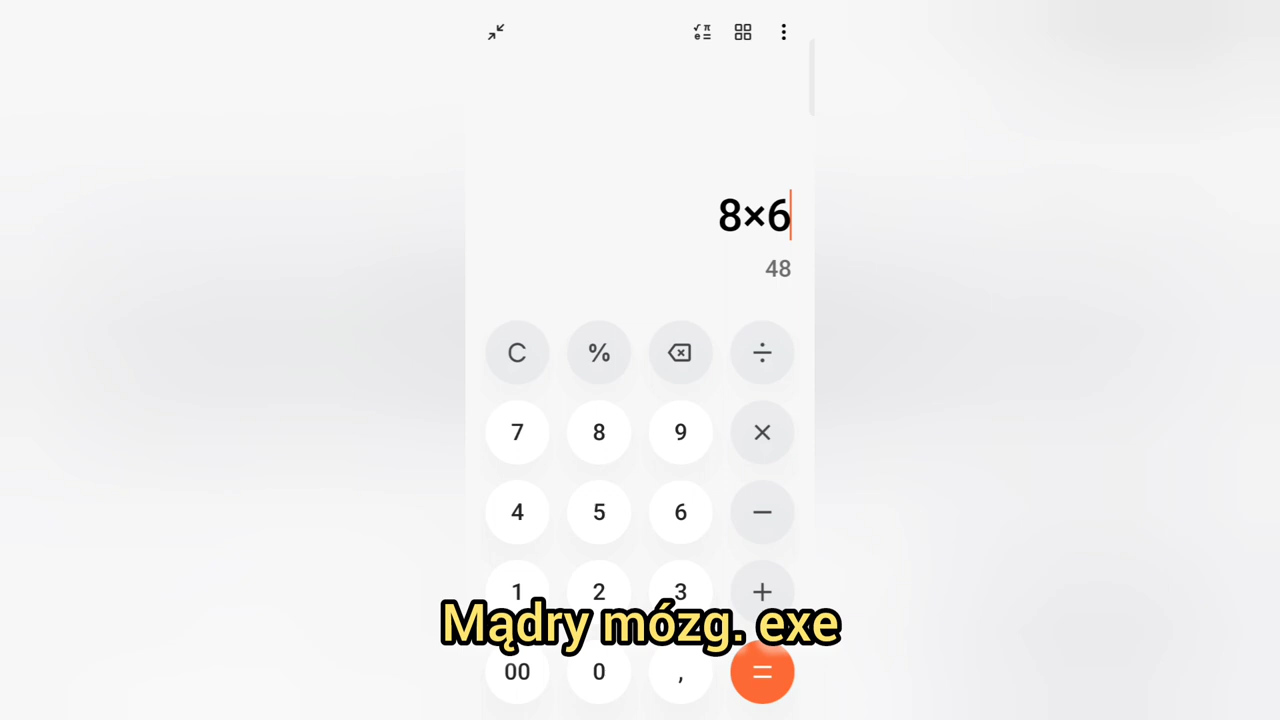 √π
e=
8×6
48
C % ÷
7 8 9 ×
4 5 6 −
1 2 3 +
Mądry mózg. exe
00 0 , =